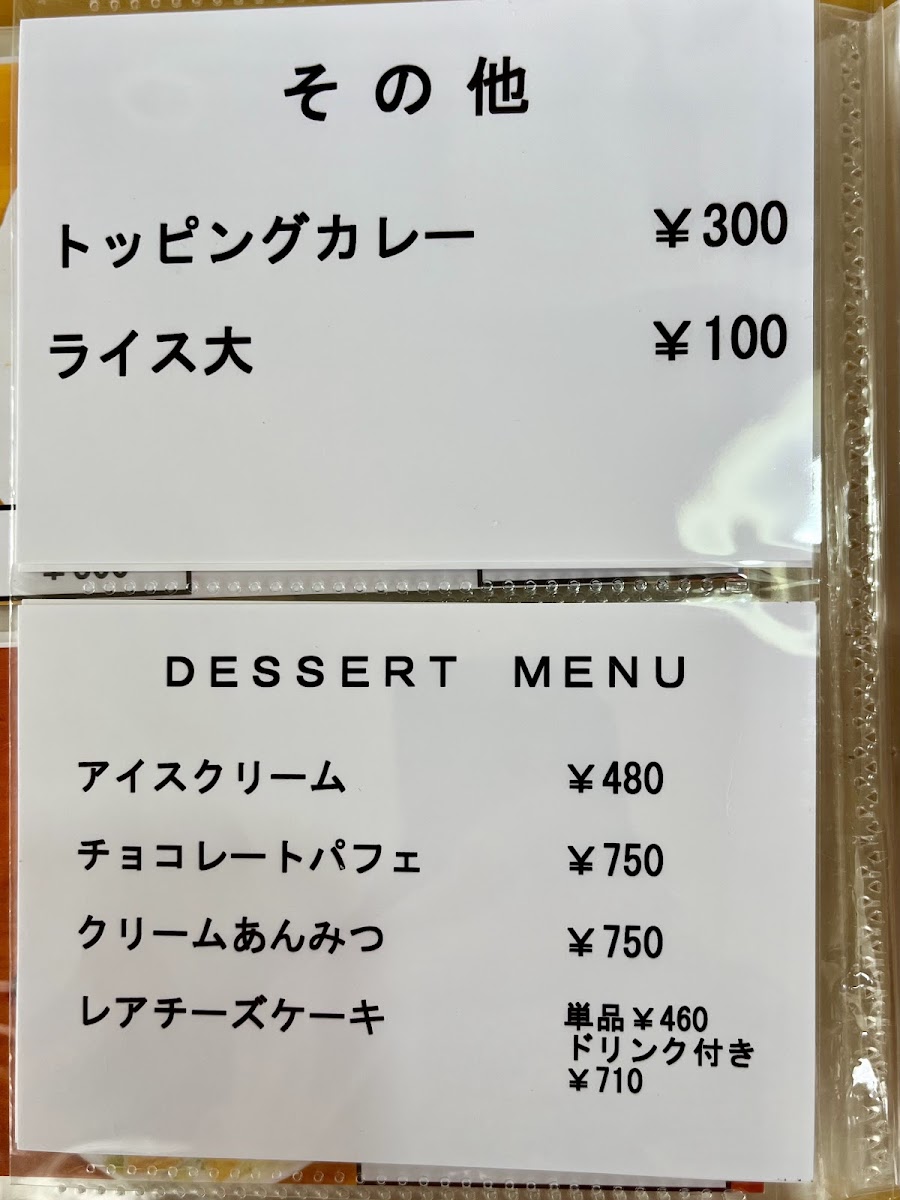 その他
トッピングカレー ¥300
ライス大 ¥100
DESSERT MENU
アイスクリーム ¥480
チョコレートパフェ ¥750
クリームあんみつ ¥750
レアチーズケーキ 単品¥460
ドリンク付き
¥710